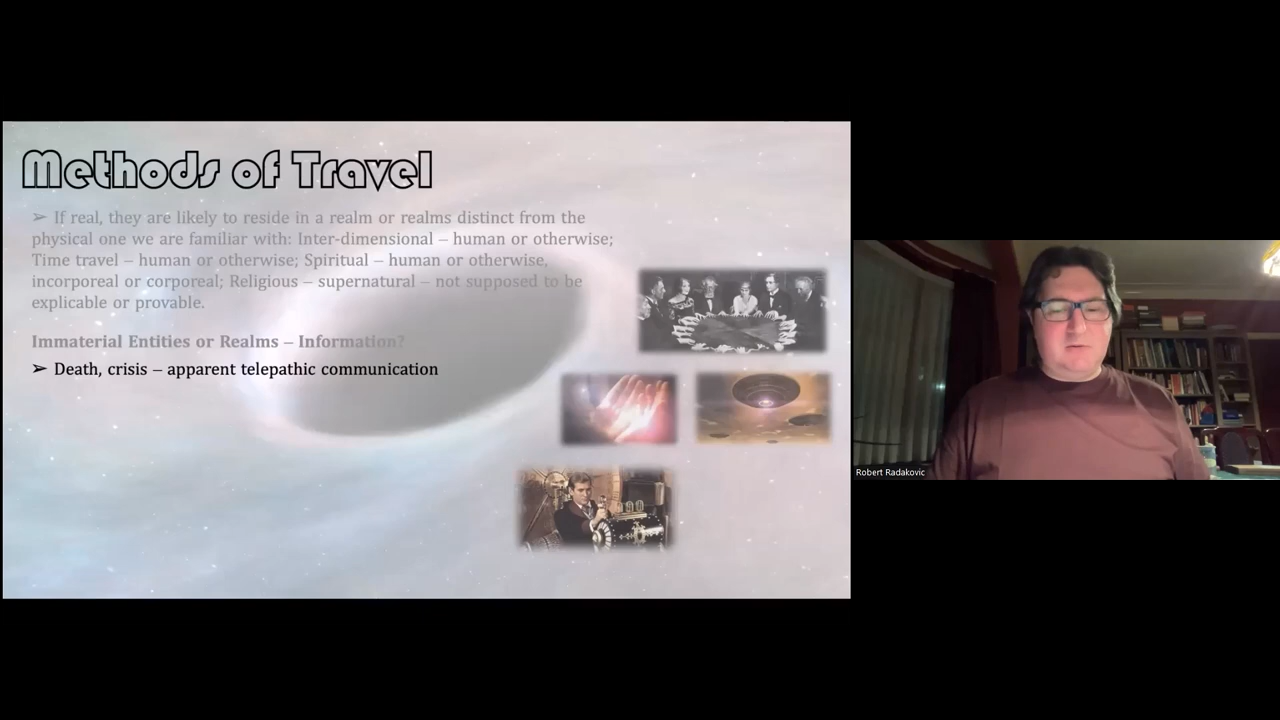 Methods of Travel
➢ If real, they are likely to reside in a realm or realms distinct from the
physical one we are familiar with: Inter-dimensional – human or otherwise;
Time travel – human or otherwise; Spiritual – human or otherwise,
incorporeal or corporeal; Religious – supernatural – not supposed to be
explicable or provable.
Immaterial Entities or Realms – Information?
➢ Death, crisis – apparent telepathic communication
Robert Radakovic